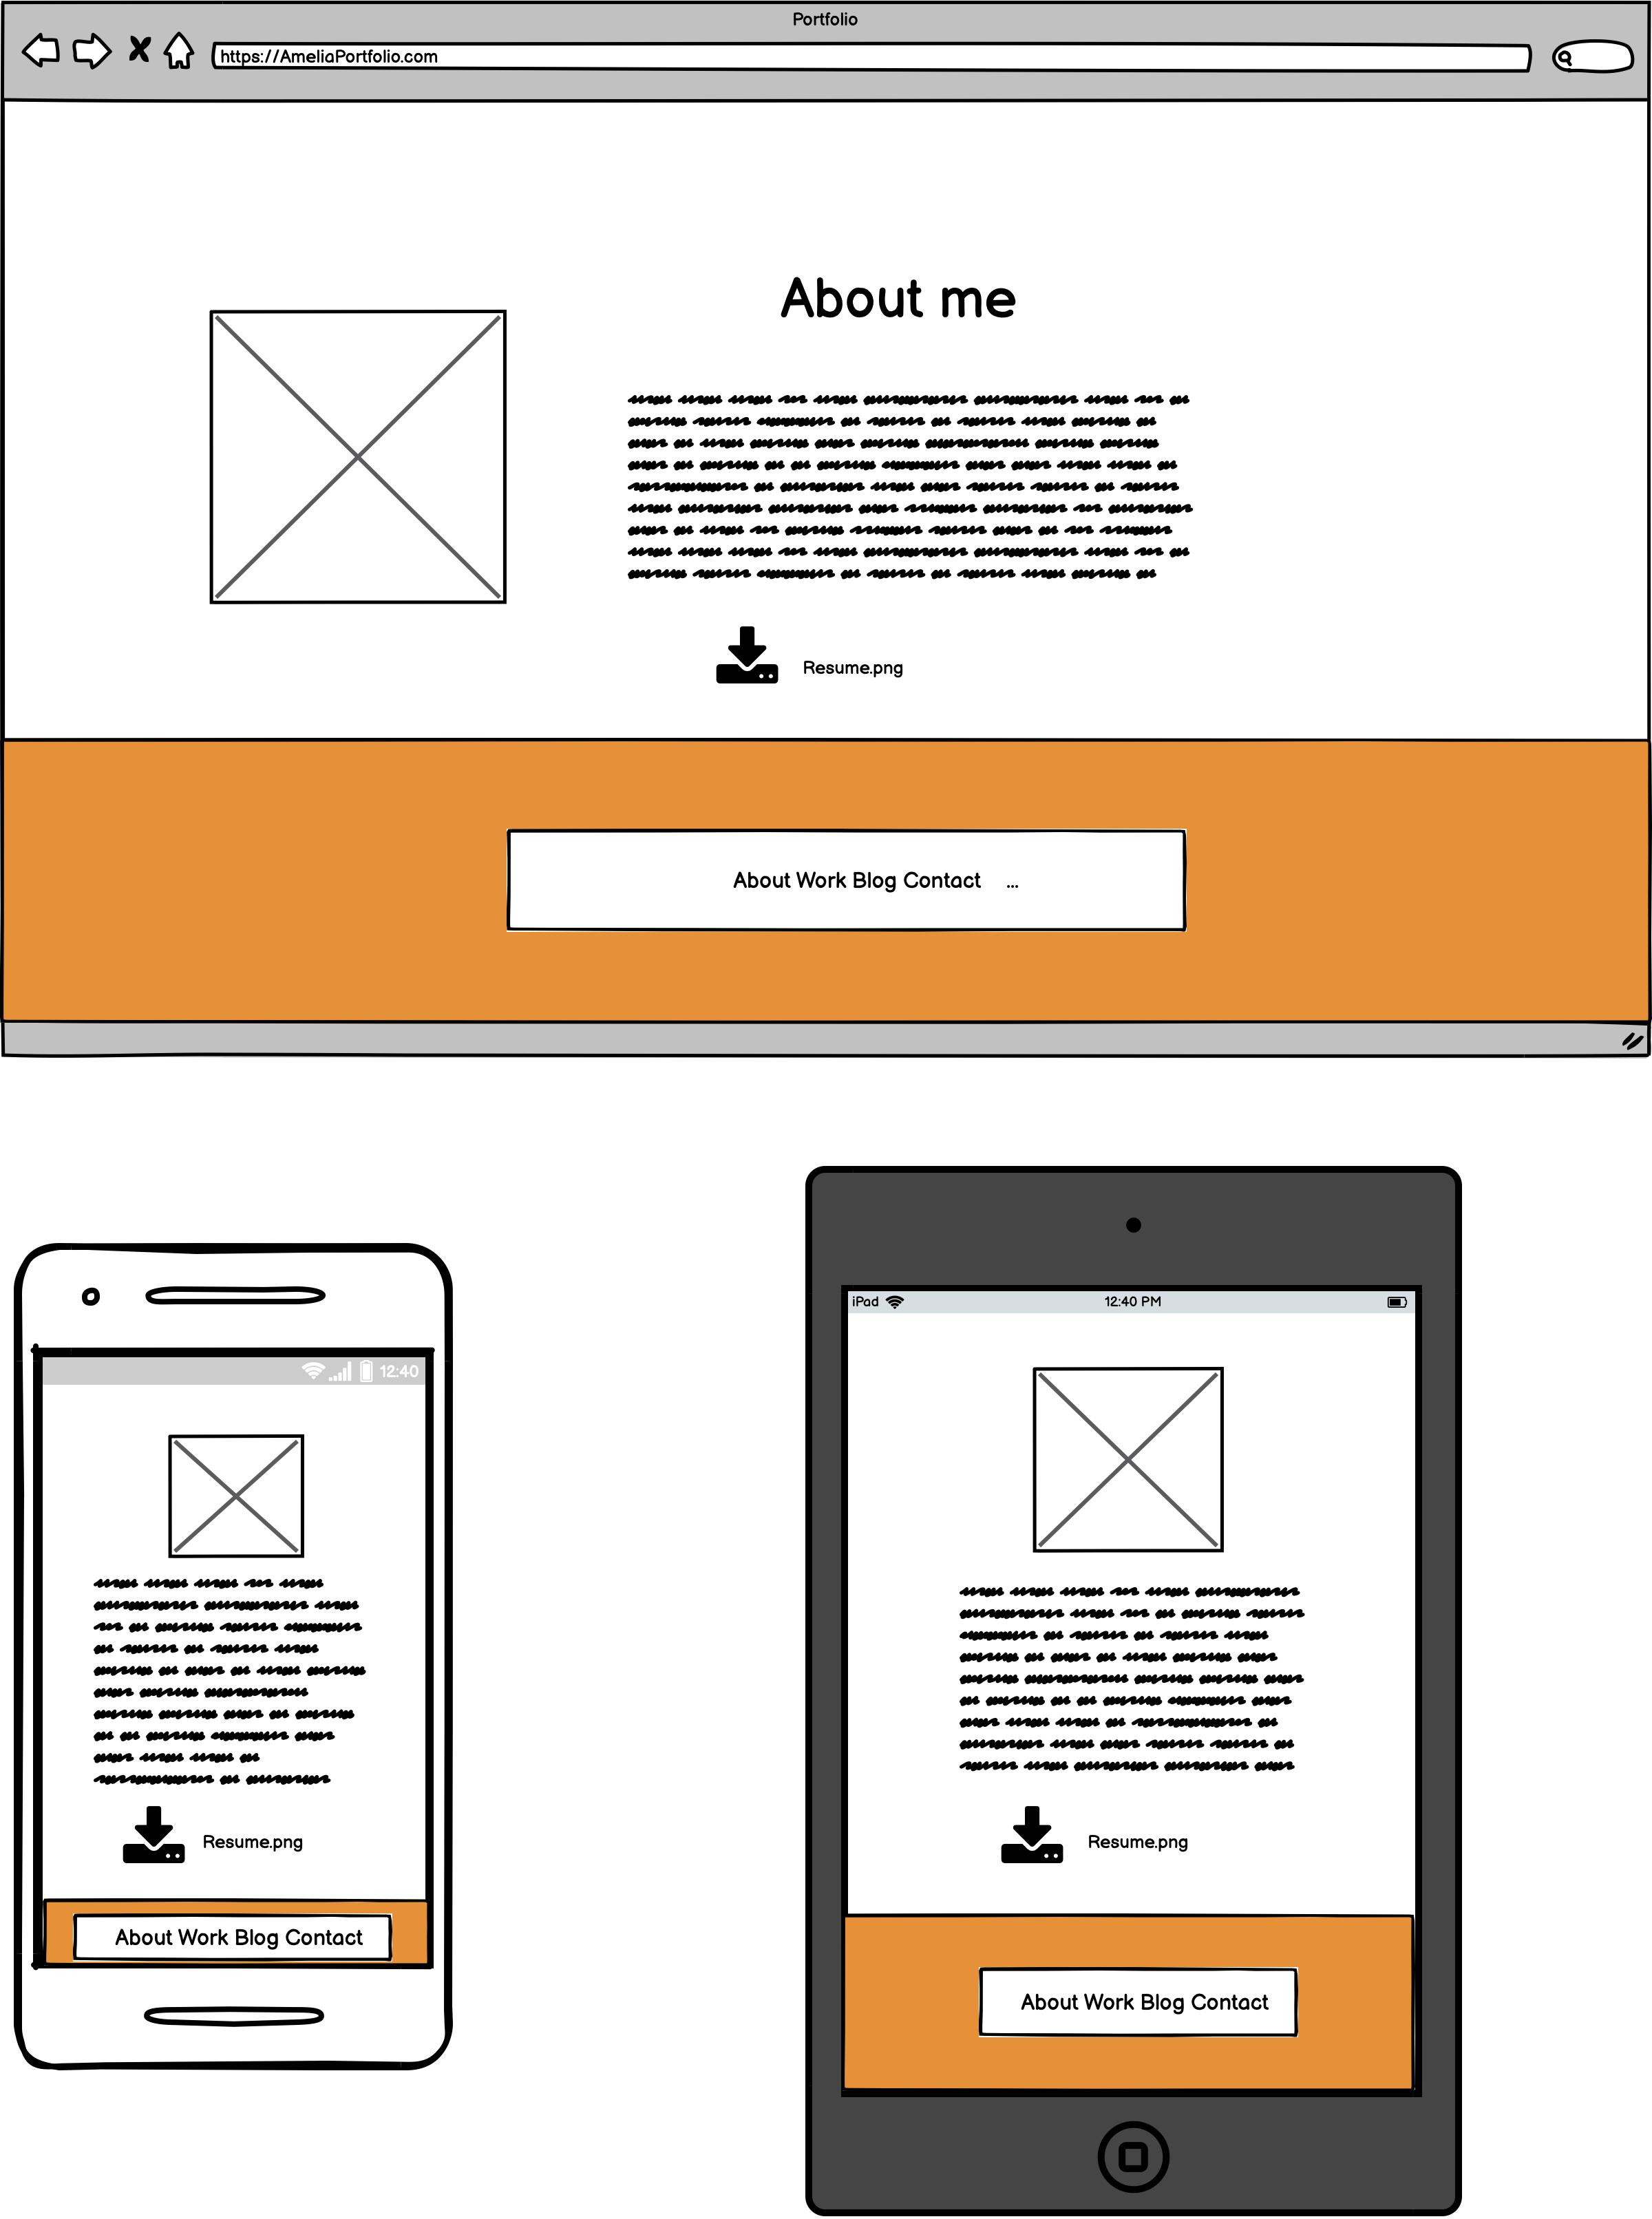 Portfolio
https://AmeliaPortfolio.com
About me
Resume.png
About Work Blog Contact ...
12:40
Resume.png
About Work Blog Contact
iPad 12:40 PM
Resume.png
About Work Blog Contact